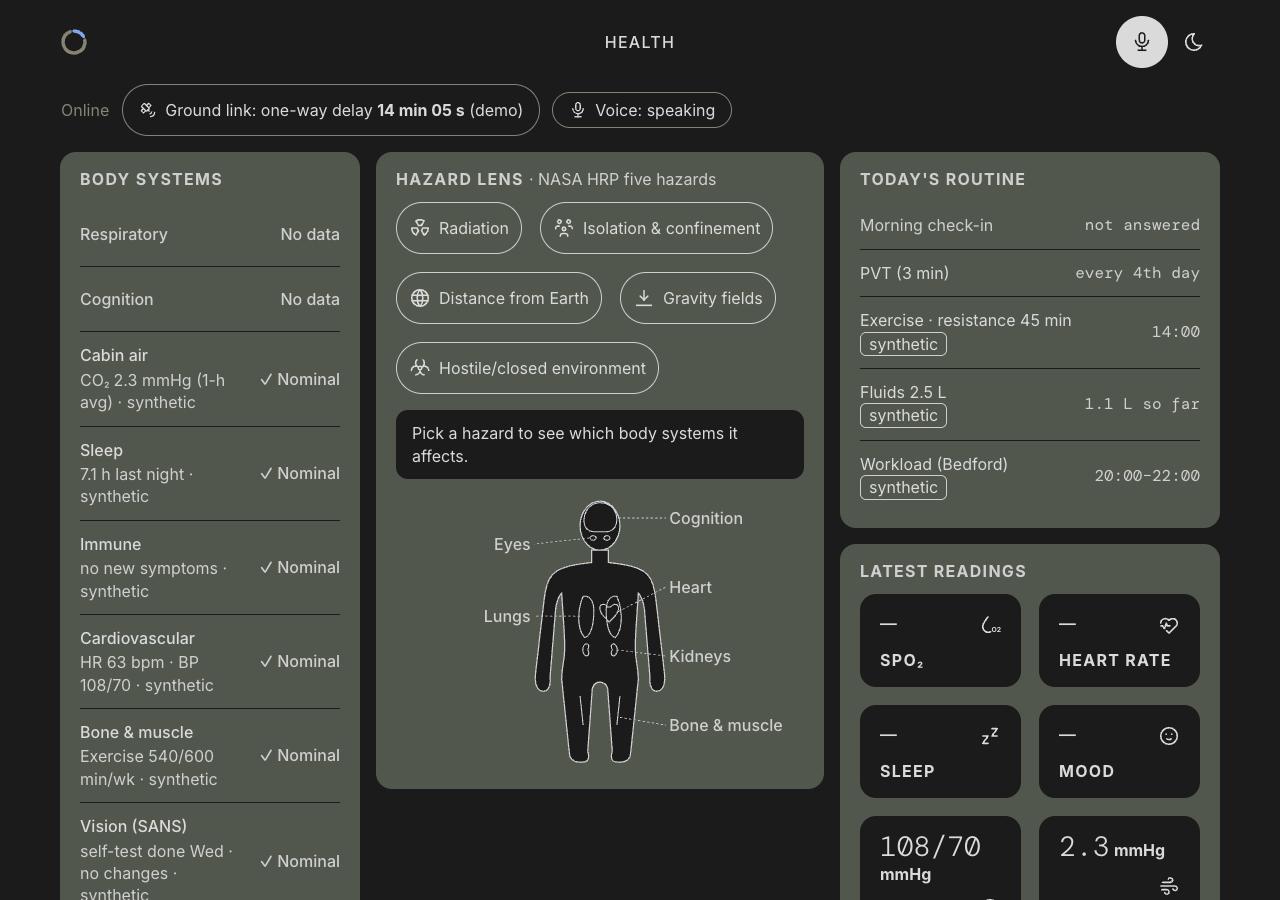 HEALTH
Online
Ground link: one-way delay 14 min 05 s (demo)
Voice: speaking
BODY SYSTEMS
Respiratory No data
Cognition No data
Cabin air
CO₂ 2.3 mmHg (1-h
avg) · synthetic
Nominal
Sleep
7.1 h last night ·
synthetic
Nominal
Immune
no new symptoms ·
synthetic
Nominal
Cardiovascular
HR 63 bpm · BP
108/70 · synthetic
Nominal
Bone & muscle
Exercise 540/600
min/wk · synthetic
Nominal
Vision (SANS)
self-test done Wed ·
no changes ·
synthetic
Nominal
HAZARD LENS · NASA HRP five hazards
Radiation
Isolation & confinement
Distance from Earth
Gravity fields
Hostile/closed environment
Pick a hazard to see which body systems it
affects.
Cognition
Eyes
Heart
Lungs
Kidneys
Bone & muscle
TODAY'S ROUTINE
Morning check-in not answered
PVT (3 min) every 4th day
Exercise · resistance 45 min
synthetic
14:00
Fluids 2.5 L
synthetic
1.1 L so far
Workload (Bedford)
synthetic
20:00–22:00
LATEST READINGS
—
O2
SPO₂
—
HEART RATE
—
zZ
SLEEP
—
MOOD
108/70
mmHg
2.3 mmHg